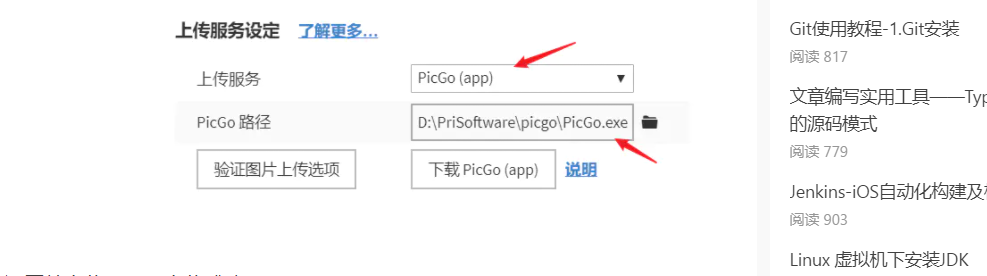 上传服务设定 了解更多...
上传服务 PicGo (app)
PicGo 路径 D:\PriSoftware\picgo\PicGo.exe
验证图片上传选项 下载 PicGo (app) 说明
Git使用教程-1.Git安装
阅读 817
文章编写实用工具——Typ
的源码模式
阅读 779
Jenkins-iOS自动化构建及
阅读 903
Linux 虚拟机下安装JDK